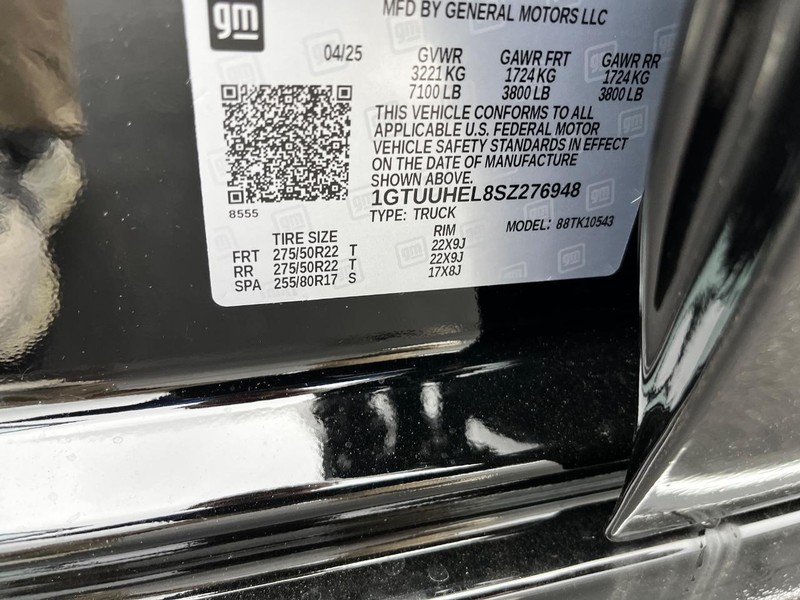 gm
MFD BY GENERAL MOTORS LLC
04/25 GVWR GAWR FRT GAWR RR
3221 KG 1724 KG 1724 KG
7100 LB 3800 LB 3800 LB
THIS VEHICLE CONFORMS TO ALL
APPLICABLE U.S. FEDERAL MOTOR
VEHICLE SAFETY STANDARDS IN EFFECT
ON THE DATE OF MANUFACTURE
SHOWN ABOVE.
1GTUUHEL8SZ276948
8555
TYPE: TRUCK
MODEL: 88TK10543
TIRE SIZE RIM
FRT 275/50R22 T 22X9J
RR 275/50R22 T 22X9J
SPA 255/80R17 S 17X8J